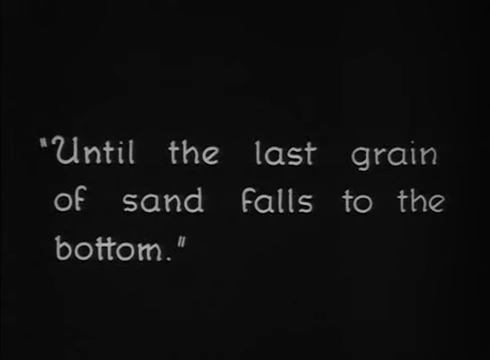 "Until the last grain
of sand falls to the
bottom."